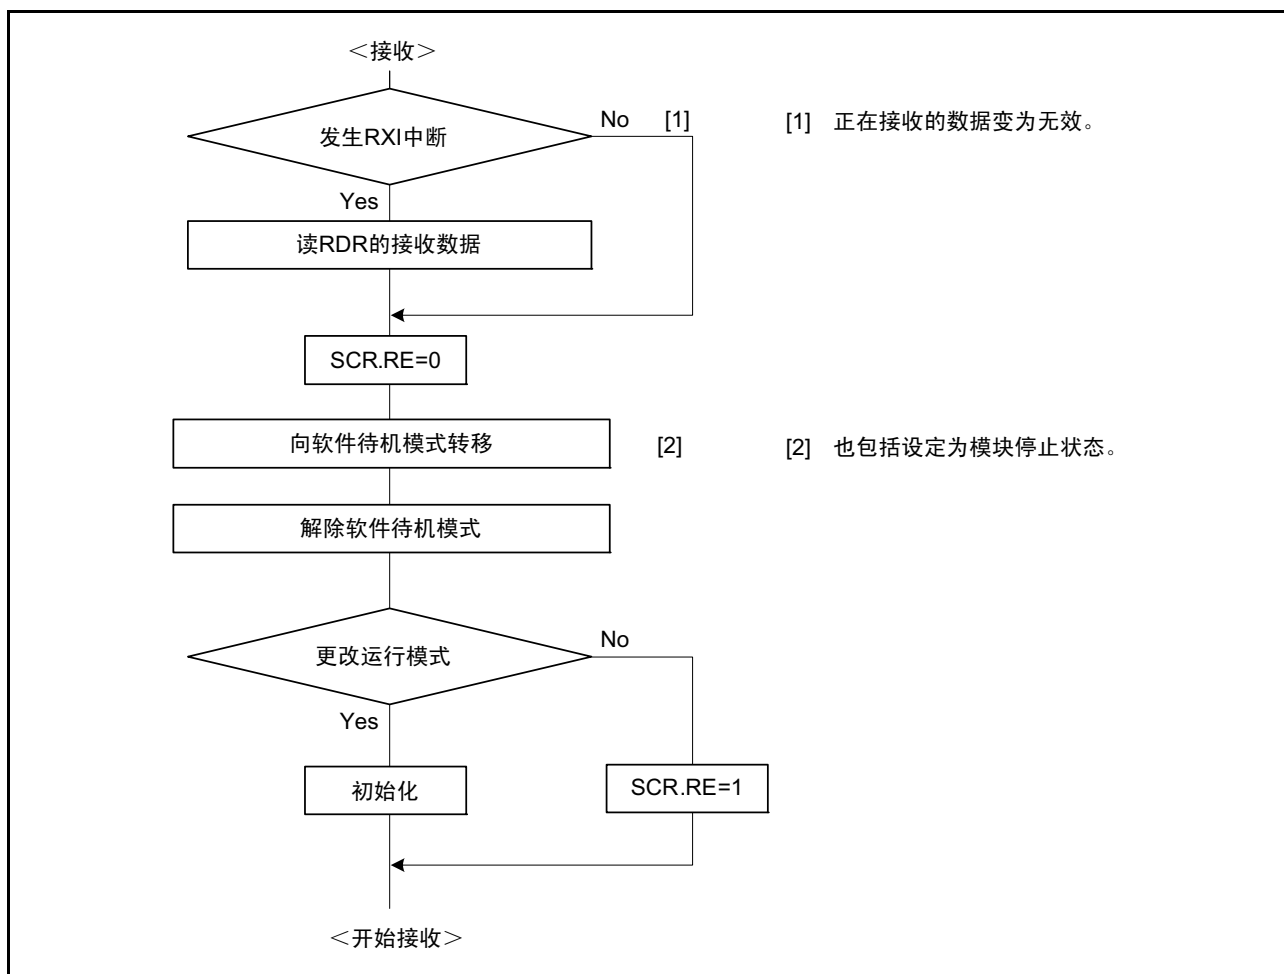 ＜接收＞
发生RXI中断
No [1]
[1] 正在接收的数据变为无效。
Yes
读RDR的接收数据
SCR.RE=0
向软件待机模式转移
[2]
[2] 也包括设定为模块停止状态。
解除软件待机模式
更改运行模式
No
Yes
初始化
SCR.RE=1
＜开始接收＞